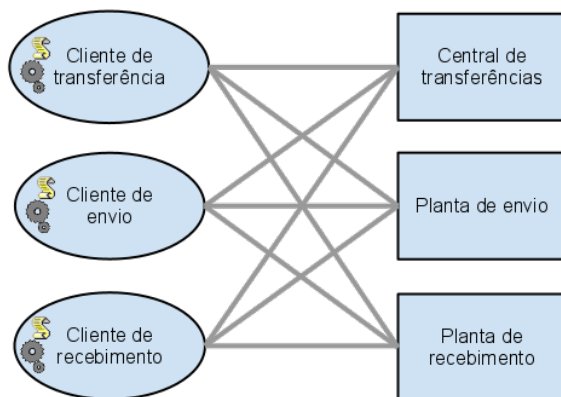 Cliente de
transferência
Central de
transferências
Cliente de
envio
Planta de envio
Cliente de
recebimento
Planta de
recebimento